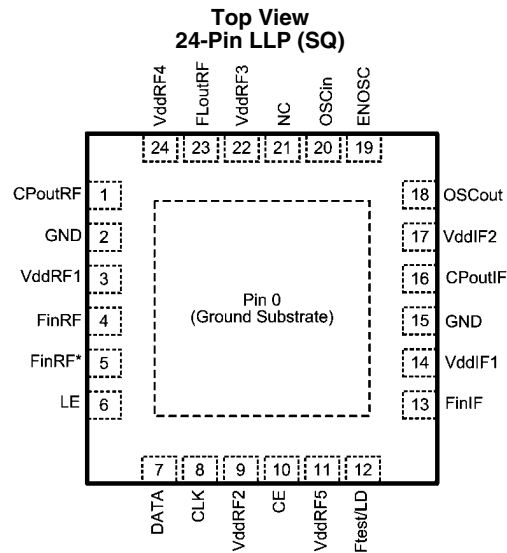 Top View
24-Pin LLP (SQ)
VddRF4
FLoutRF
VddRF3
NC
OSCin
ENOSC
24 23 22 21 20 19
CPoutRF 1
GND 2
VddRF1 3
FinRF 4
FinRF* 5
LE 6
Pin 0
(Ground Substrate)
18 OSCout
17 VddIF2
16 CPoutIF
15 GND
14 VddIF1
13 FinIF
7 8 9 10 11 12
DATA
CLK
VddRF2
CE
VddRF5
Ftest/LD